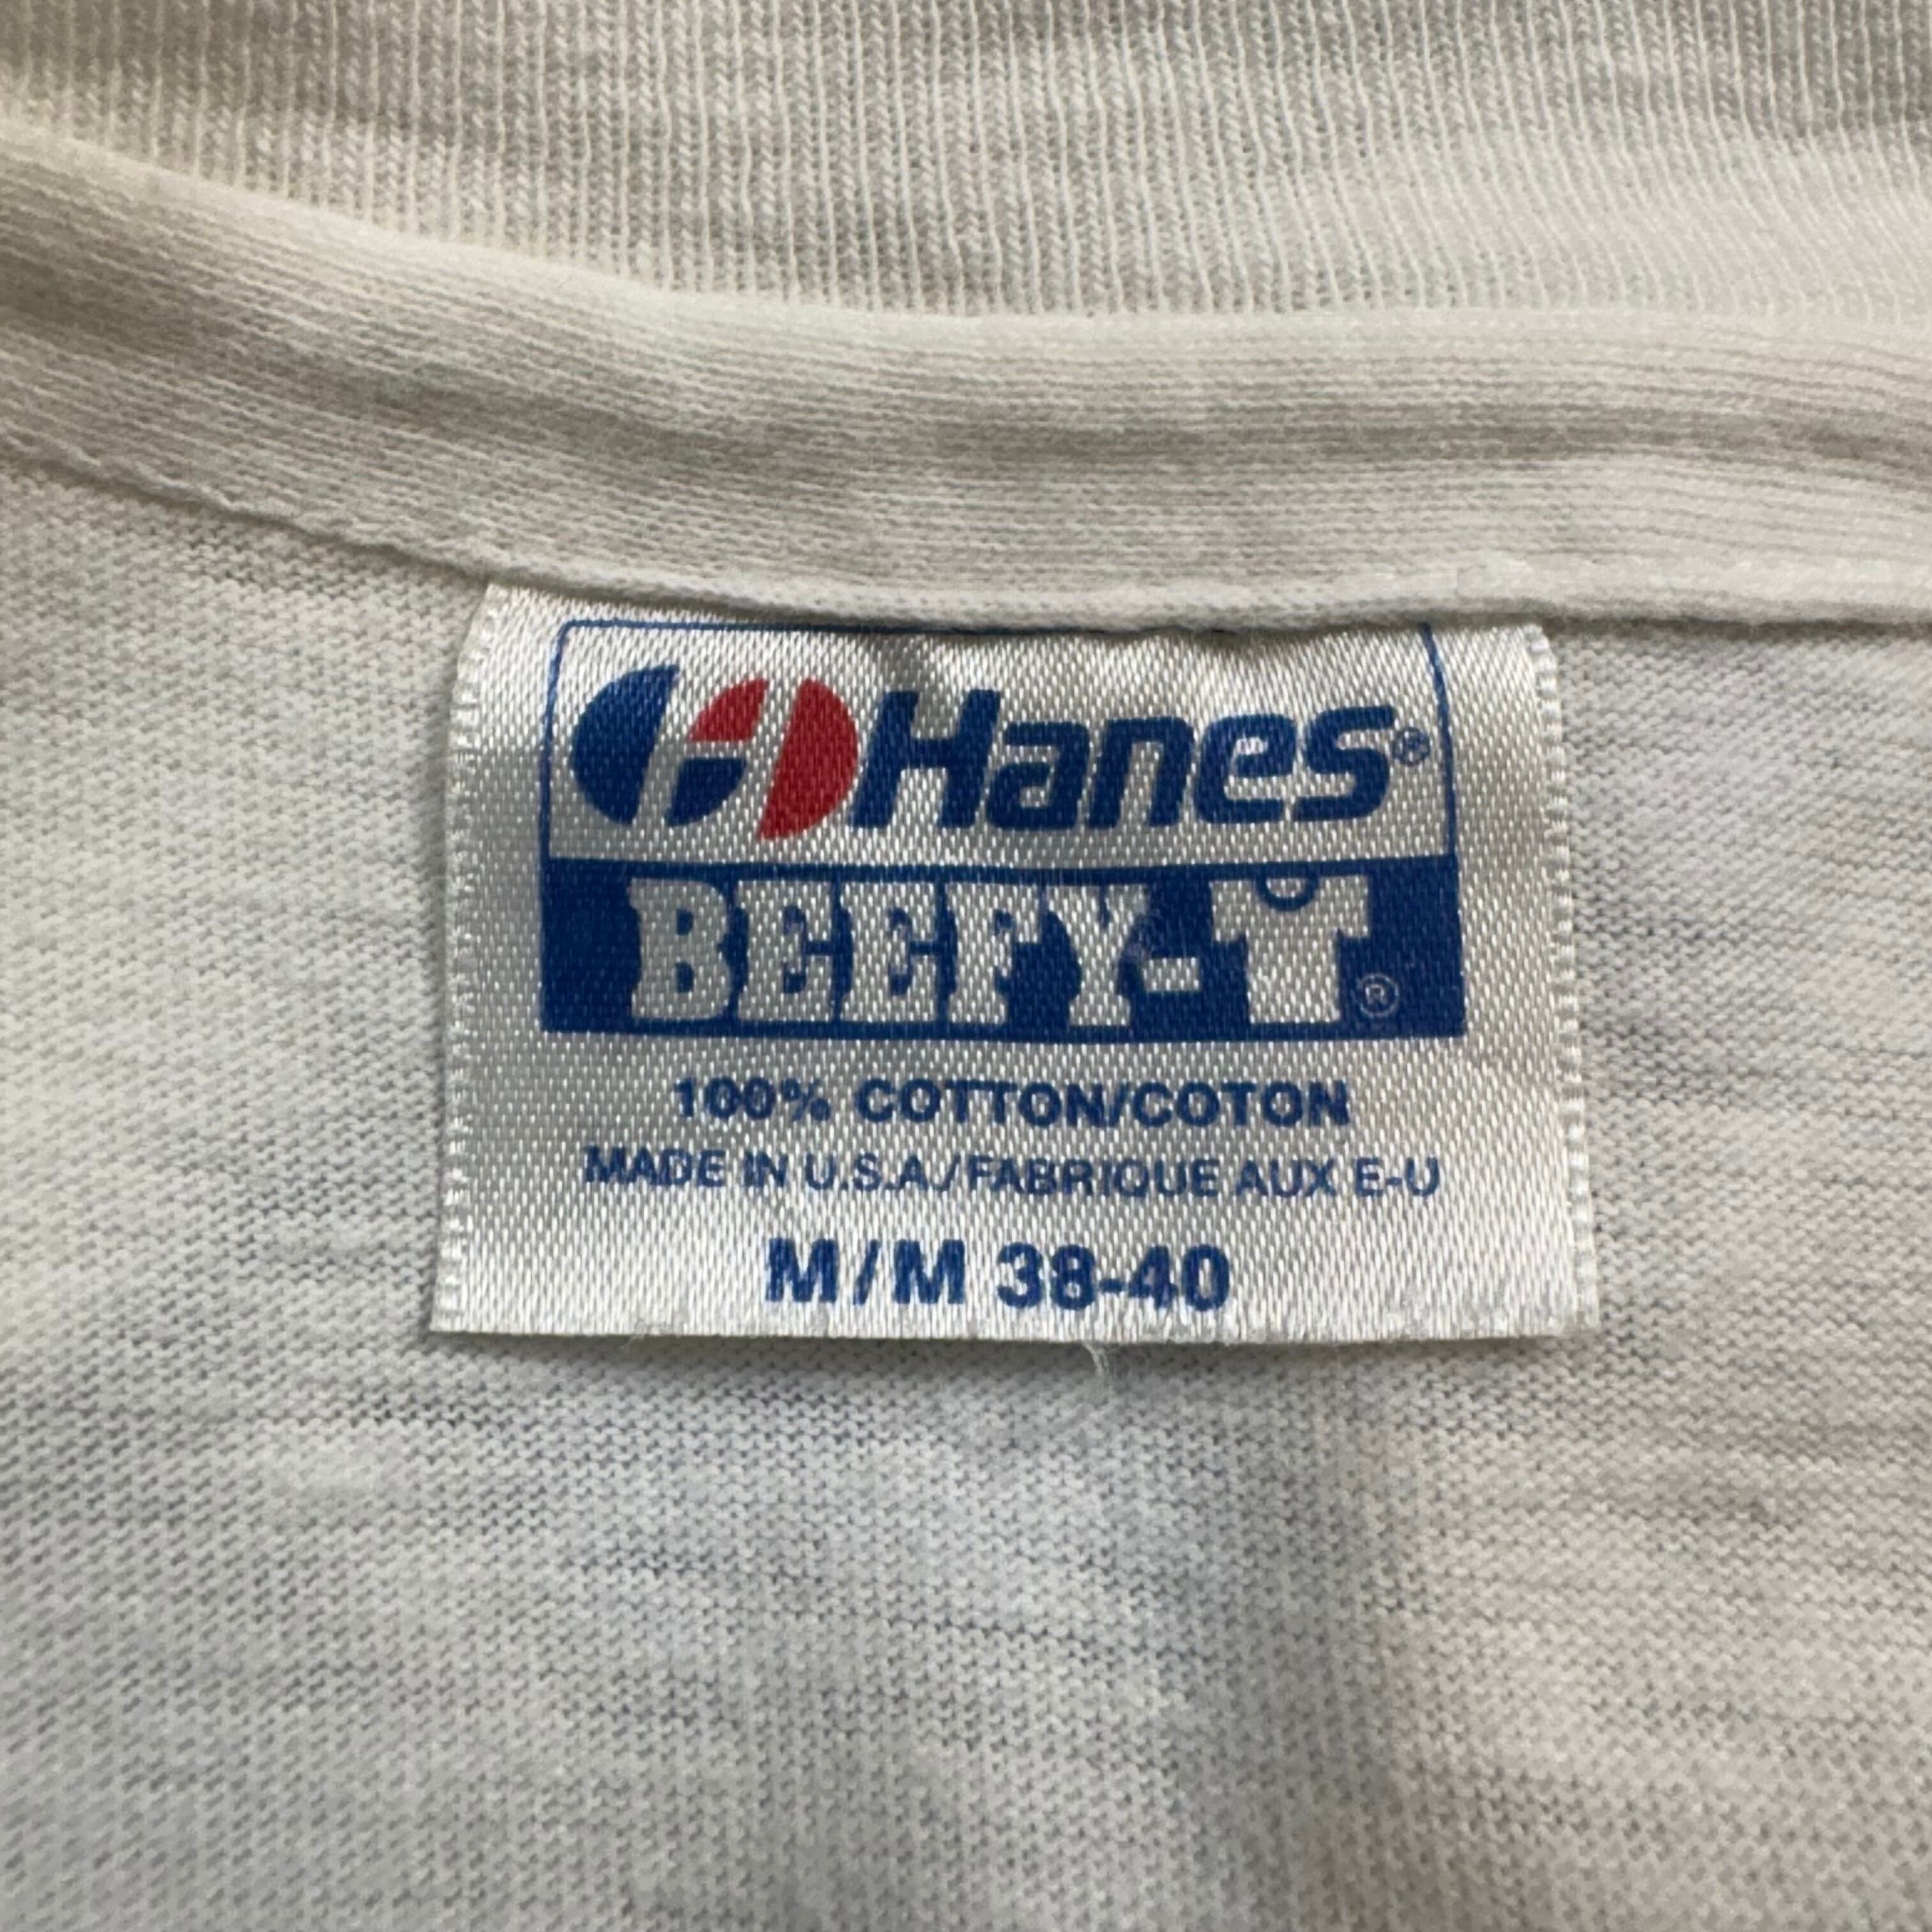 Hanes®
BEEFY-T®
100% COTTON/COTON
MADE IN U.S.A./FABRIQUE AUX E-U
M/M 38-40